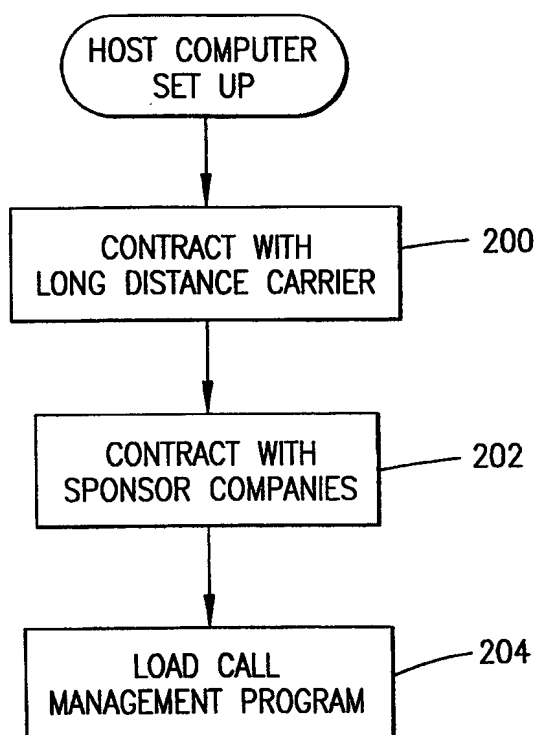 HOST COMPUTER
SET UP
CONTRACT WITH
LONG DISTANCE CARRIER
200
CONTRACT WITH
SPONSOR COMPANIES
202
LOAD CALL
MANAGEMENT PROGRAM
204